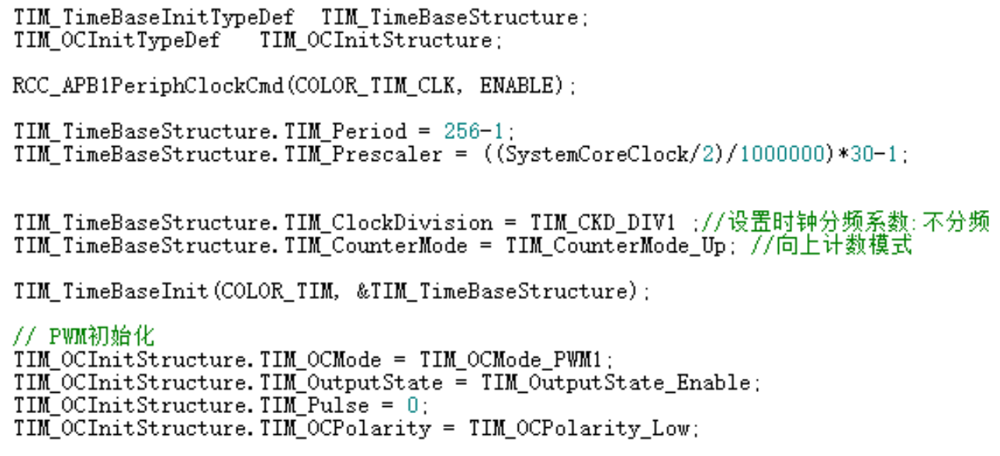 TIM_TimeBaseInitTypeDef  TIM_TimeBaseStructure;
TIM_OCInitTypeDef   TIM_OCInitStructure;
RCC_APB1PeriphClockCmd(COLOR_TIM_CLK, ENABLE);
TIM_TimeBaseStructure.TIM_Period = 256-1;
TIM_TimeBaseStructure.TIM_Prescaler = ((SystemCoreClock/2)/1000000)*30-1;
TIM_TimeBaseStructure.TIM_ClockDivision = TIM_CKD_DIV1 ;//设置时钟分频系数:不分频
TIM_TimeBaseStructure.TIM_CounterMode = TIM_CounterMode_Up; //向上计数模式
TIM_TimeBaseInit(COLOR_TIM, &TIM_TimeBaseStructure);
// PWM初始化
TIM_OCInitStructure.TIM_OCMode = TIM_OCMode_PWM1;
TIM_OCInitStructure.TIM_OutputState = TIM_OutputState_Enable;
TIM_OCInitStructure.TIM_Pulse = 0;
TIM_OCInitStructure.TIM_OCPolarity = TIM_OCPolarity_Low;